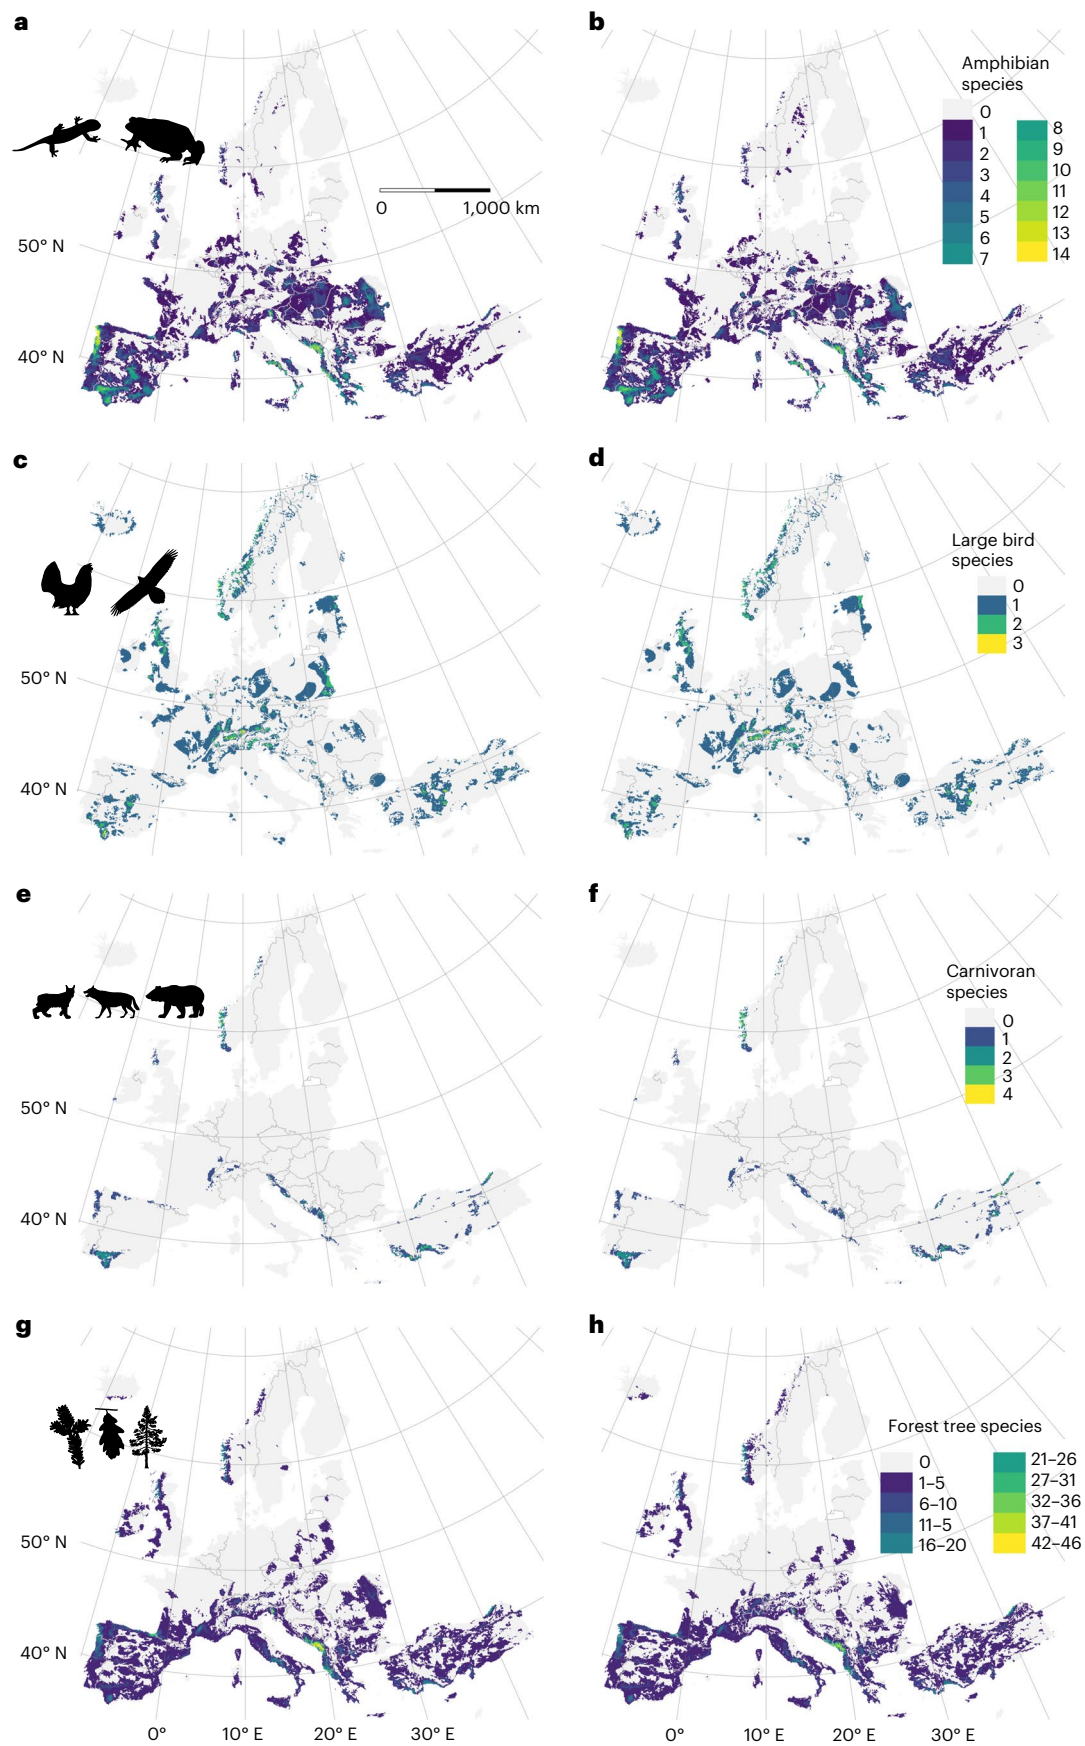 a
b
Amphibian
species
0
1
2
3
4
5
6
7
8
9
10
11
12
13
14
0
1,000 km
50° N
40° N
c
d
Large bird
species
0
1
2
3
50° N
40° N
e
f
Carnivoran
species
0
1
2
3
4
50° N
40° N
g
h
Forest tree species
0
1–5
6–10
11–5
16–20
21–26
27–31
32–36
37–41
42–46
50° N
40° N
0°
10° E
20° E
30° E
0°
10° E
20° E
30° E